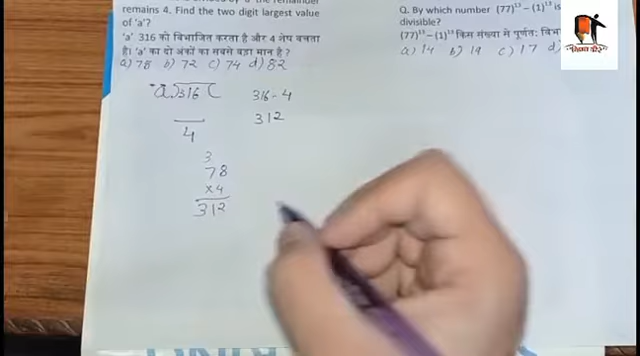 remains 4. Find the two digit largest value
of 'a'?
'a' 316 को विभाजित करता है और 4 शेष बचता
है। 'a' का दो अंकों का सबसे बड़ा मान है ?
a) 78 b) 72 c) 74 d) 82
a)316(
4
316-4
312
3
78
×4
312
Q. By which number (77)¹³ – (1)¹³ is
divisible?
(77)¹³ – (1)¹³ किस संख्या से पूर्णतः
a) 14 b) 19 c) 17 d)